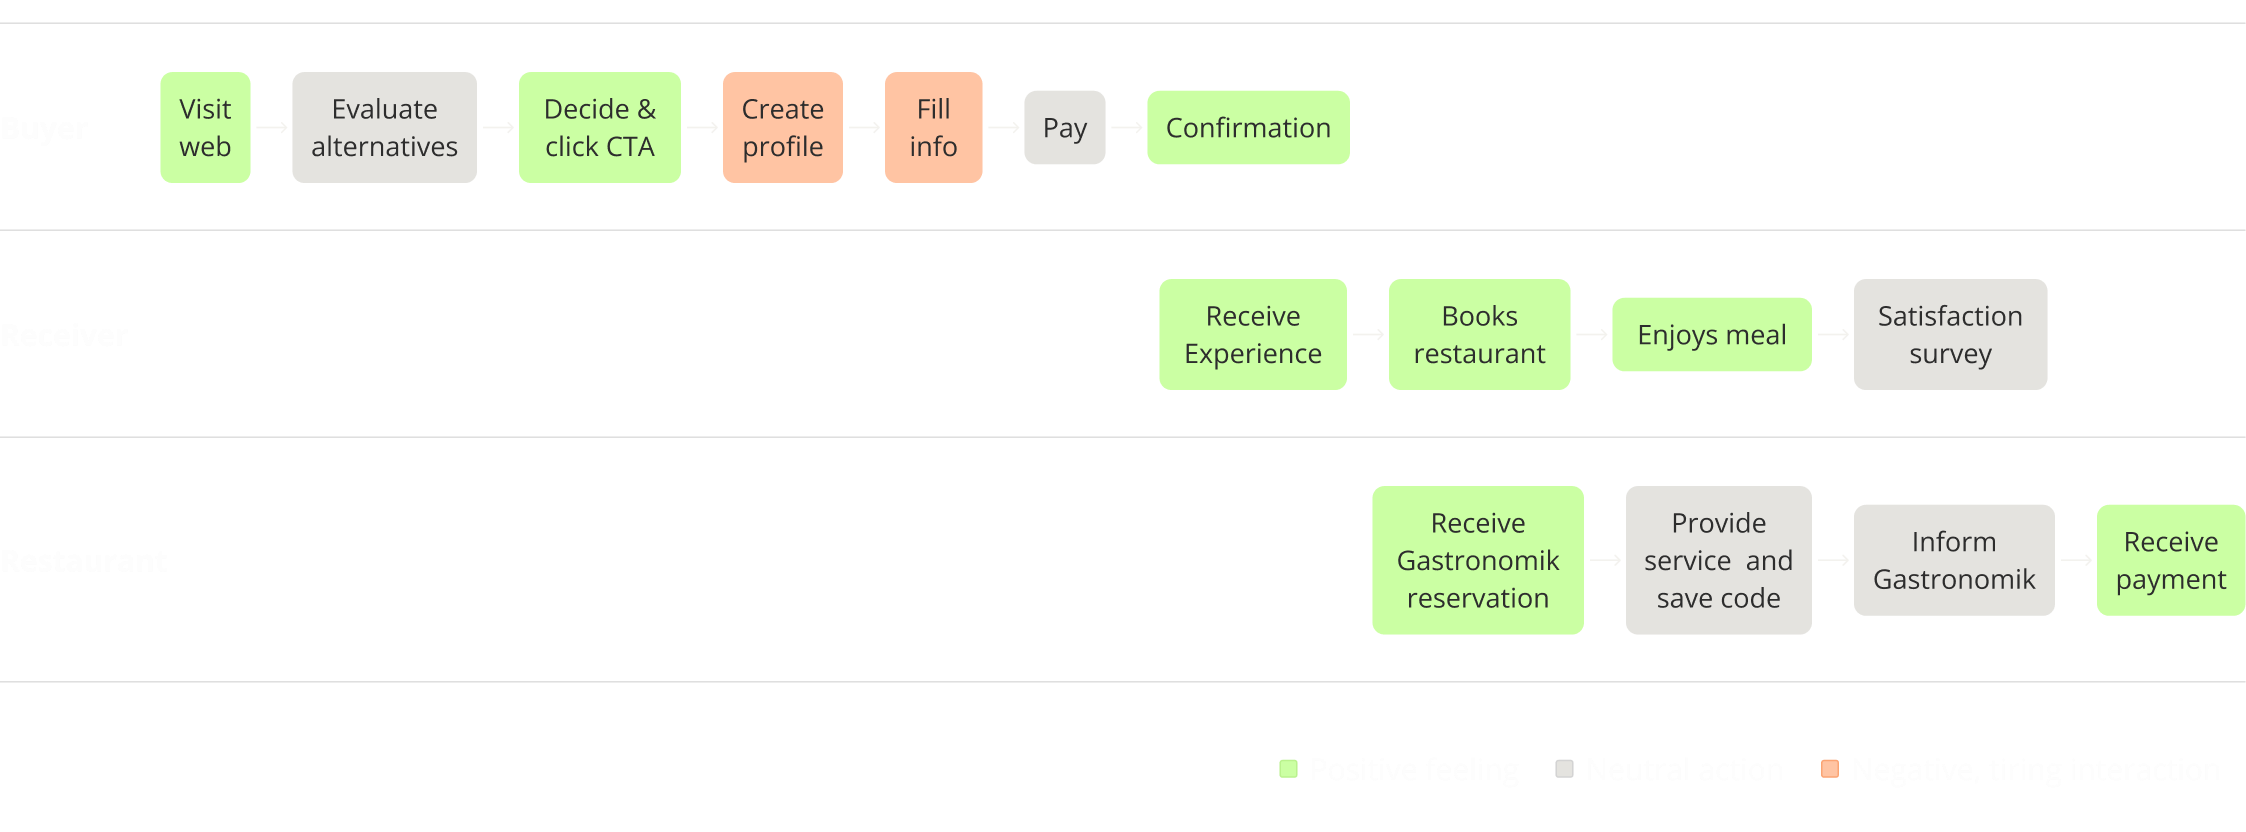 Buyer
Visit
web
Evaluate
alternatives
Decide &
click CTA
Create
profile
Fill
info
Pay
Confirmation
Receiver
Receive
Experience
Books
restaurant
Enjoys meal
Satisfaction
survey
Restaurant
Receive
Gastronomik
reservation
Provide
service  and
save code
Inform
Gastronomik
Receive
payment
Positive feeling
Neutral action
Negative
interaction